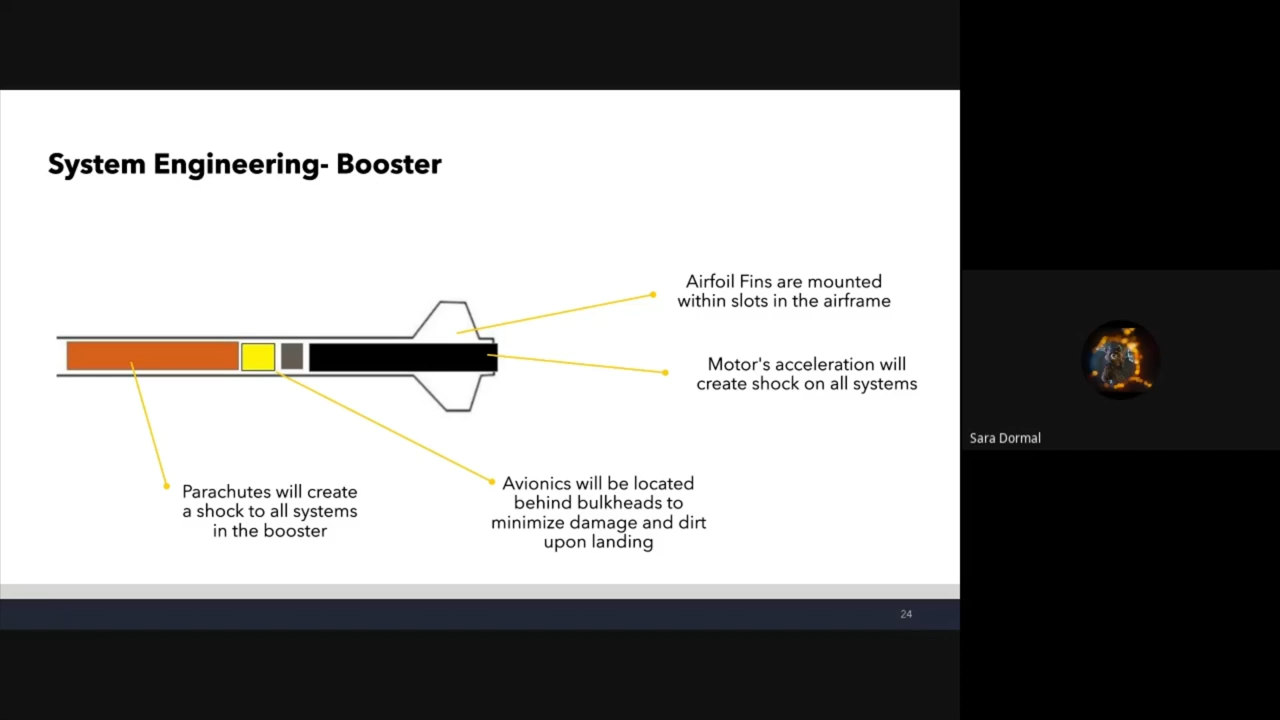 System Engineering- Booster
Airfoil Fins are mounted
within slots in the airframe
Motor's acceleration will
create shock on all systems
Sara Dormal
Parachutes will create
a shock to all systems
in the booster
Avionics will be located
behind bulkheads to
minimize damage and dirt
upon landing
24